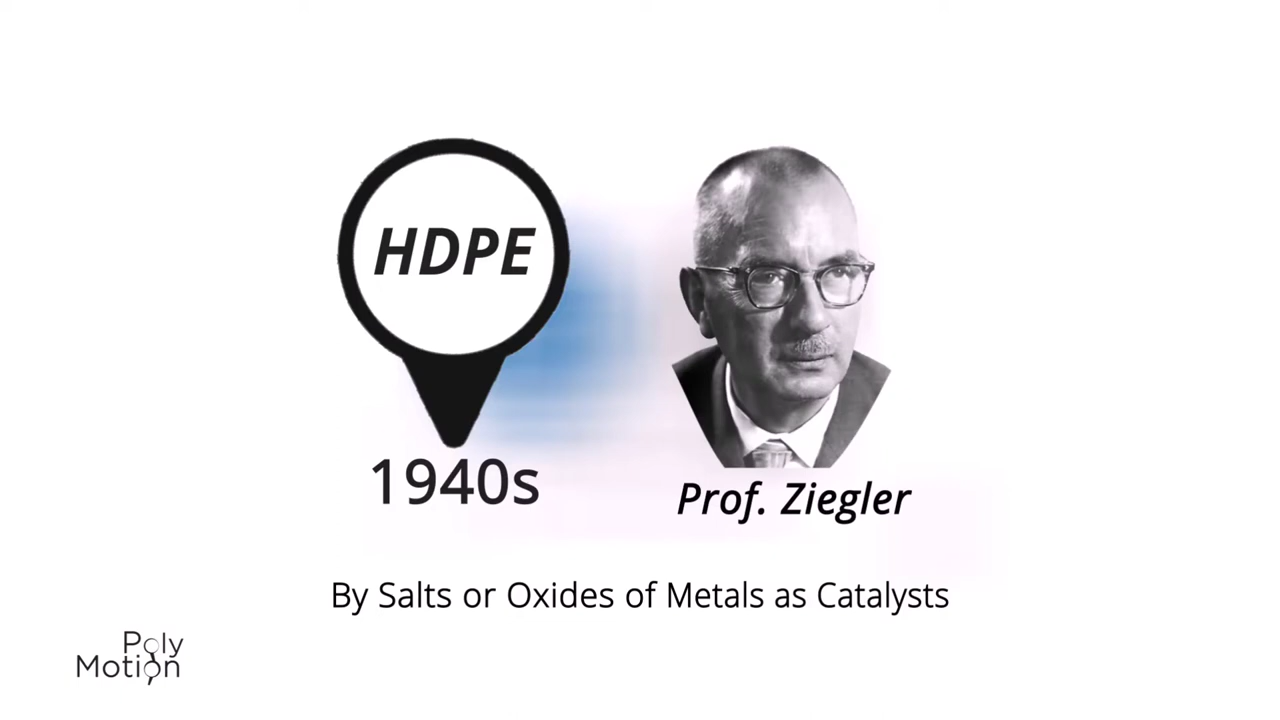 HDPE
1940s
Prof. Ziegler
By Salts or Oxides of Metals as Catalysts
Poly
Motion